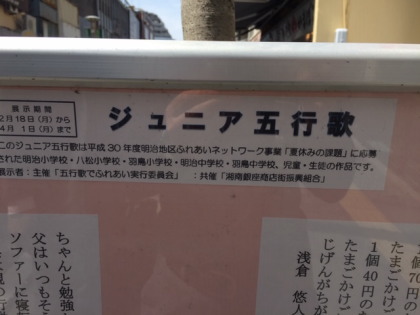 展示期間
2月18日（月）から
4月 1日（月）まで
ジュニア五行歌
このジュニア五行歌は平成30年度明治地区ふれあいネットワーク事業「夏休みの課題」に応募
された明治小学校・八松小学校・羽鳥小学校・明治中学校・羽鳥中学校、児童・生徒の作品です。
展示者：主催「五行歌でふれあい実行委員会」 ：共催「湘南銀座商店街振興組合」
個70円の
たまごかけご
1個40円の
たまごかけご
じげんがちが
浅倉 悠人
ちゃんと勉強
父はいつもそ
ソファーに寝